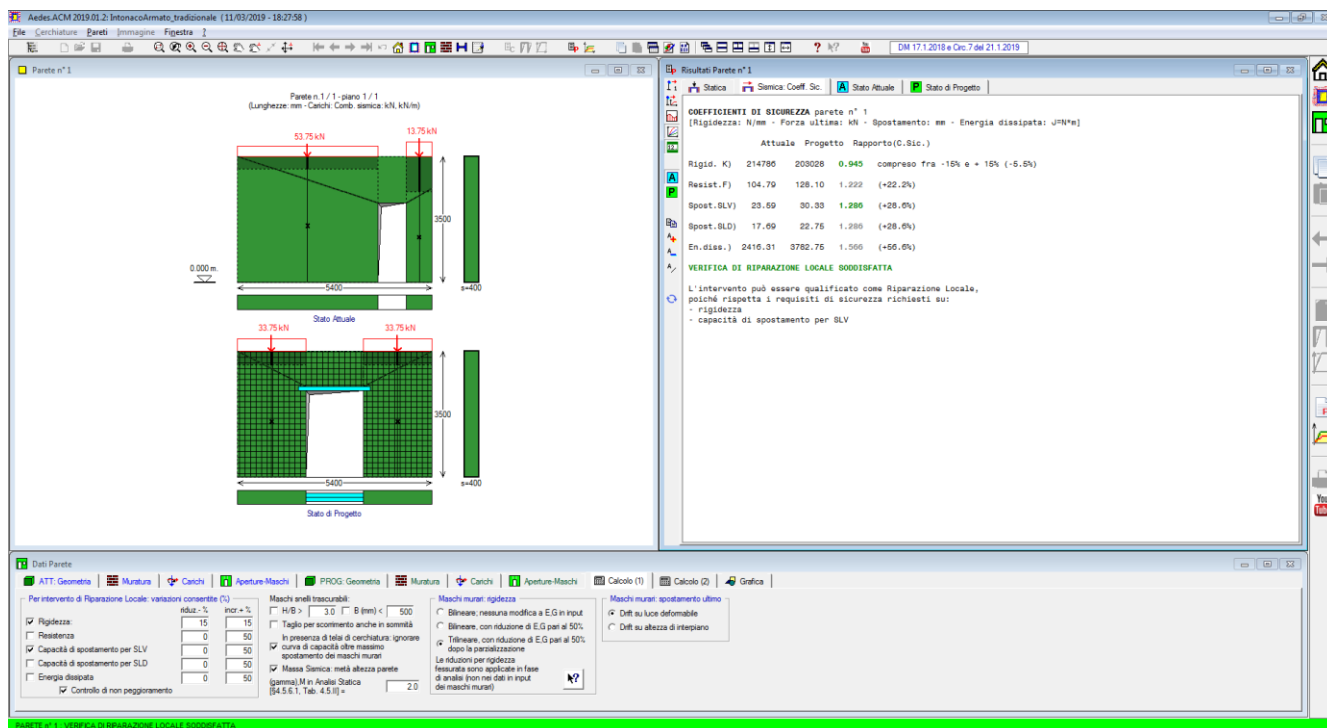 Aedes.ACM 2019.01.2: IntonacoArmato_tradizionale (11/03/2019 - 18:27:58)
File Cerchiature Pareti Immagine Finestra ?
DM 17.1.2018 e Circ.7 del 21.1.2019
Parete n° 1
Parete n.1 / 1 - piano 1 / 1
(Lunghezze: mm - Carichi: Comb. sismica: kN, kN/m)
53.75 kN
13.75 kN
3500
0.000 m.
5400
s=400
Stato Attuale
33.75 kN
33.75 kN
3500
5400
s=400
Stato di Progetto
Risultati Parete n° 1
Statica
Sismica: Coeff. Sic.
A Stato Attuale
P Stato di Progetto
COEFFICIENTI DI SICUREZZA parete n° 1
[Rigidezza: N/mm - Forza ultima: kN - Spostamento: mm - Energia dissipata: J=N*m]
Attuale Progetto Rapporto(C.Sic.)
Rigid. K) 214786 203028 0.945 compreso fra -15% e + 15% (-5.5%)
Resist.F) 104.79 128.10 1.222 (+22.2%)
Spost.SLV) 23.59 30.33 1.286 (+28.6%)
Spost.SLD) 17.69 22.75 1.286 (+28.6%)
En.diss.) 2416.31 3782.75 1.566 (+56.6%)
VERIFICA DI RIPARAZIONE LOCALE SODDISFATTA
L'intervento può essere qualificato come Riparazione Locale,
poiché rispetta i requisiti di sicurezza richiesti su:
- rigidezza
- capacità di spostamento per SLV
A
P
You
Tube
Dati Parete
ATT: Geometria
Muratura
Carichi
Aperture-Maschi
PROG: Geometria
Muratura
Carichi
Aperture-Maschi
Calcolo (1)
Calcolo (2)
Grafica
Per intervento di Riparazione Locale: variazioni consentite (%)
riduz.- % incr.+ %
Rigidezza: 15 15
Resistenza 0 50
Capacità di spostamento per SLV 0 50
Capacità di spostamento per SLD 0 50
Energia dissipata 0 50
Controllo di non peggioramento
Maschi snelli trascurabili:
H/B > 3.0 B (mm) < 500
Taglio per scorrimento anche in sommità
In presenza di telai di cerchiatura: ignorare
curva di capacità oltre massimo
spostamento dei maschi murari
Massa Sismica: metà altezza parete
(gamma),M in Analisi Statica
[§4.5.6.1, Tab. 4.5.II] = 2.0
Maschi murari: rigidezza
Bilineare; nessuna modifica a E,G in input
Bilineare, con riduzione di E,G pari al 50%
Trilineare, con riduzione di E,G pari al 50%
dopo la parzializzazione
Le riduzioni per rigidezza
fessurata sono applicate in fase
di analisi (non nei dati in input
dei maschi murari)
Maschi murari: spostamento ultimo
Drift su luce deformabile
Drift su altezza di interpiano
PARETE n° 1 : VERIFICA DI RIPARAZIONE LOCALE SODDISFATTA